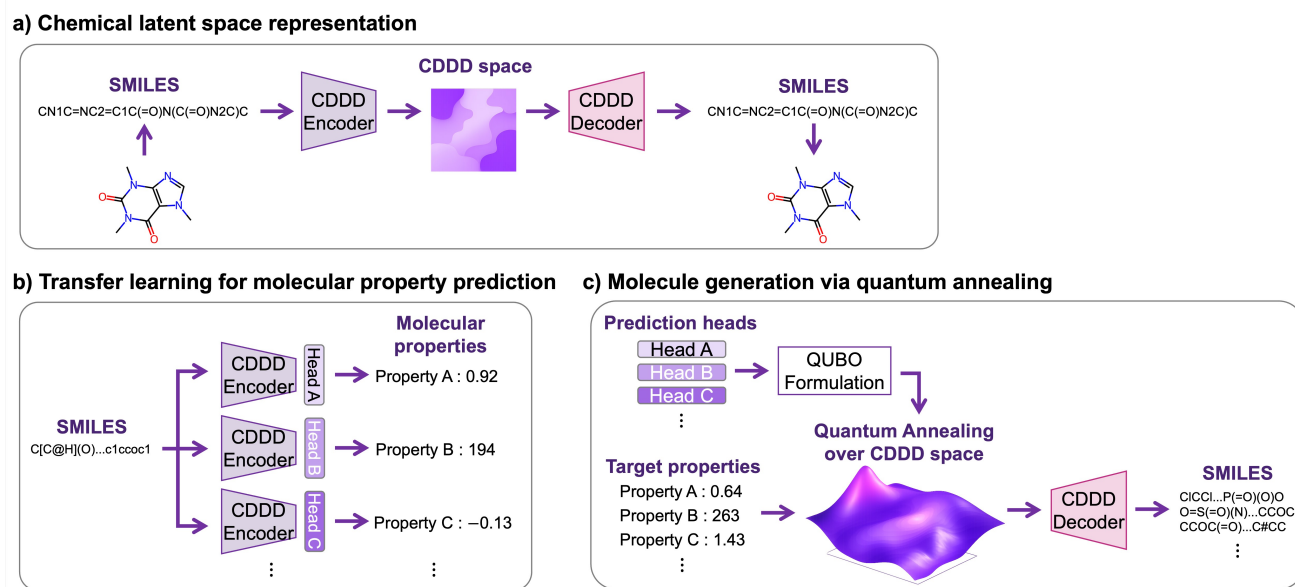 a) Chemical latent space representation
SMILES
CN1C=NC2=C1C(=O)N(C(=O)N2C)C
CDDD
Encoder
CDDD space
CDDD
Decoder
SMILES
CN1C=NC2=C1C(=O)N(C(=O)N2C)C
N
N
N
N
O
O
N
N
N
N
O
O
b) Transfer learning for molecular property prediction
SMILES
C[C@H](O)...c1ccoc1
CDDD
Encoder
Head A
CDDD
Encoder
Head B
CDDD
Encoder
Head C
⋮
Molecular
properties
Property A : 0.92
Property B : 194
Property C : −0.13
⋮
c) Molecule generation via quantum annealing
Prediction heads
Head A
Head B
Head C
⋮
QUBO
Formulation
Target properties
Property A : 0.64
Property B : 263
Property C : 1.43
⋮
Quantum Annealing
over CDDD space
CDDD
Decoder
SMILES
ClCCl...P(=O)(O)O
O=S(=O)(N)...CCOC
CCOC(=O)...C#CC
⋮